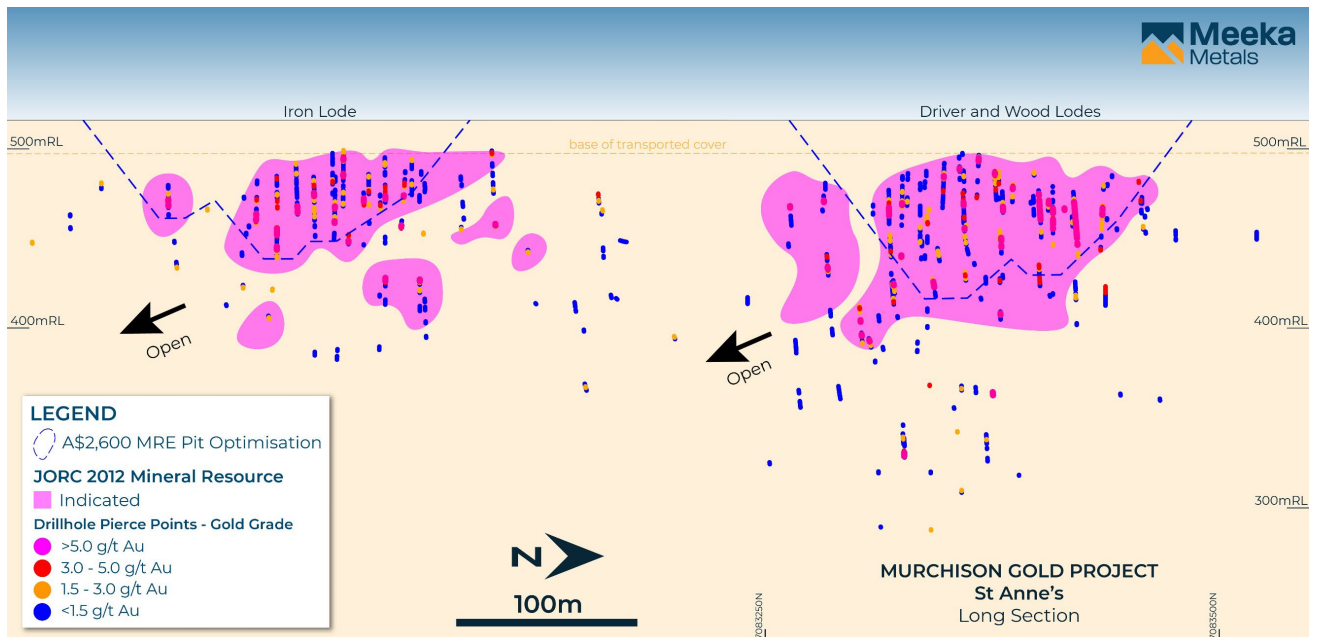 Meeka
Metals
Iron Lode
Driver and Wood Lodes
500mRL
base of transported cover
500mRL
400mRL
Open
400mRL
Open
LEGEND
A$2,600 MRE Pit Optimisation
JORC 2012 Mineral Resource
Indicated
Drillhole Pierce Points - Gold Grade
>5.0 g/t Au
3.0 - 5.0 g/t Au
1.5 - 3.0 g/t Au
<1.5 g/t Au
300mRL
N
100m
MURCHISON GOLD PROJECT
St Anne's
Long Section
7083250N
7083500N